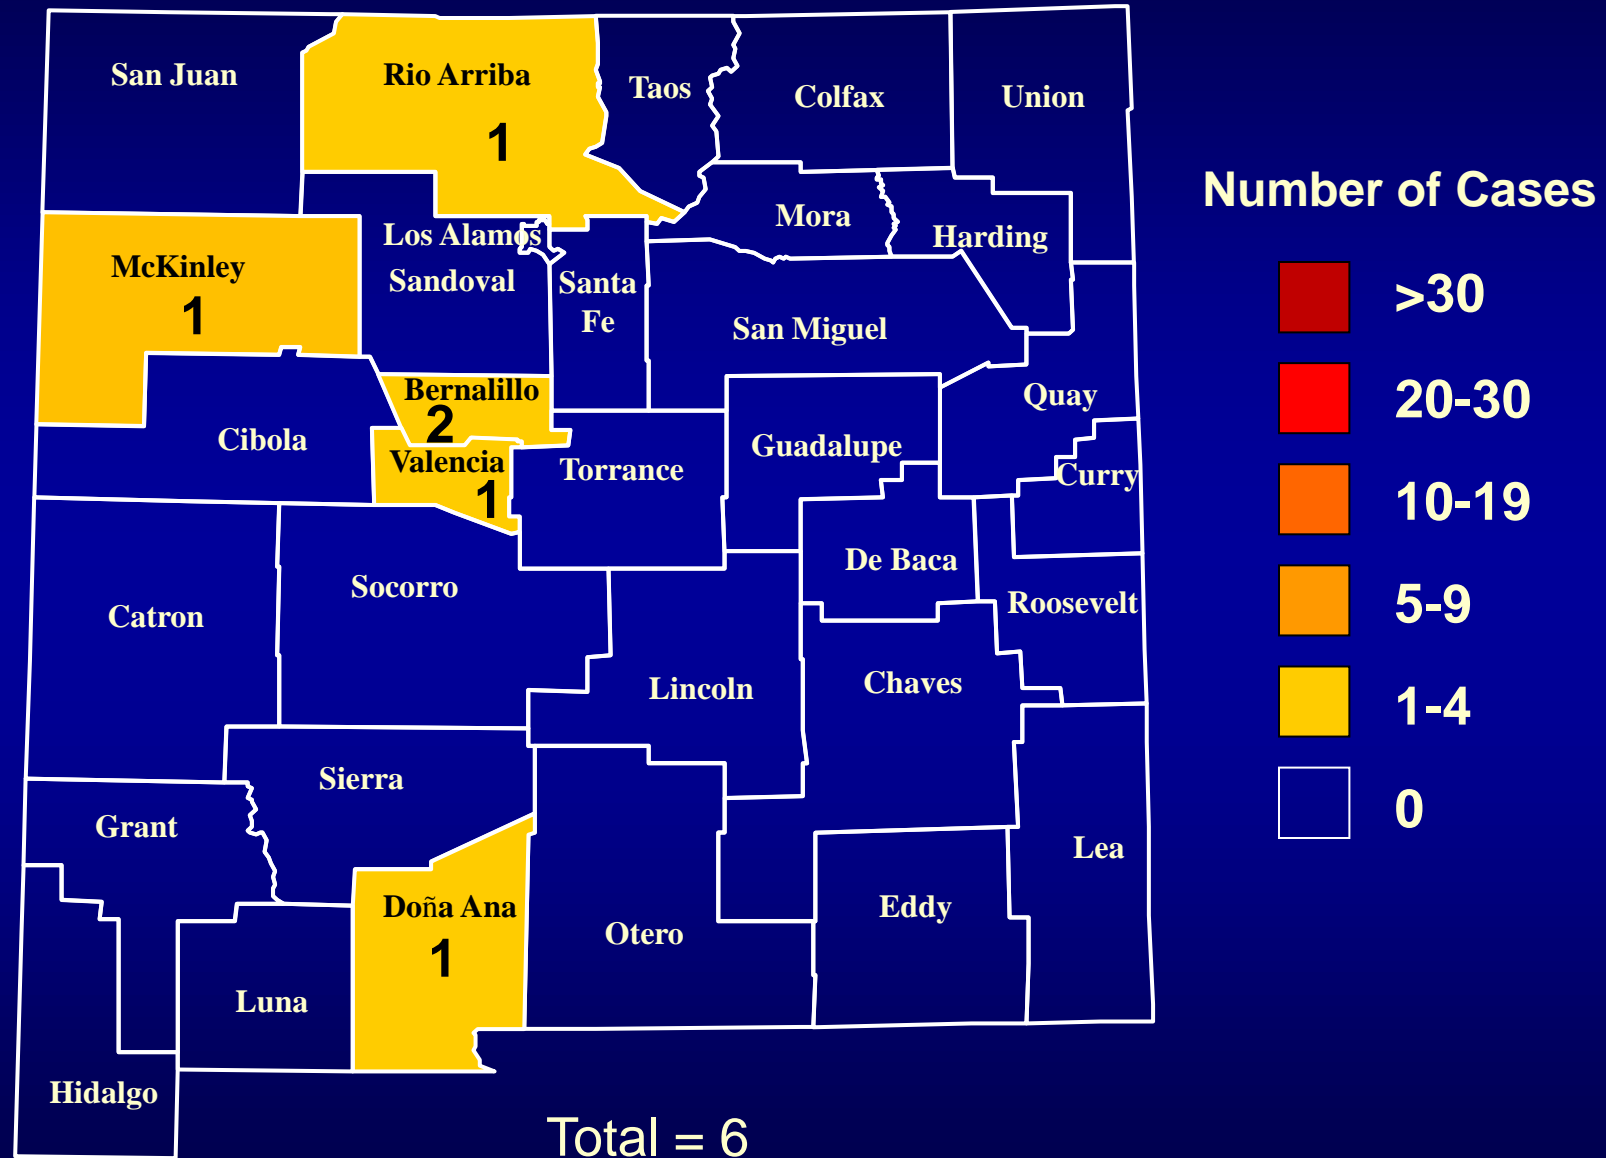 San Juan
Rio Arriba
1
Taos
Colfax
Union
McKinley
1
Los Alamos
Sandoval
Santa
Fe
Mora
Harding
San Miguel
Bernalillo
2
Cibola
Valencia
1
Torrance
Guadalupe
Quay
Curry
De Baca
Roosevelt
Catron
Socorro
Lincoln
Chaves
Sierra
Grant
Doña Ana
1
Otero
Eddy
Lea
Luna
Hidalgo
Total = 6
Number of Cases
>30
20-30
10-19
5-9
1-4
0